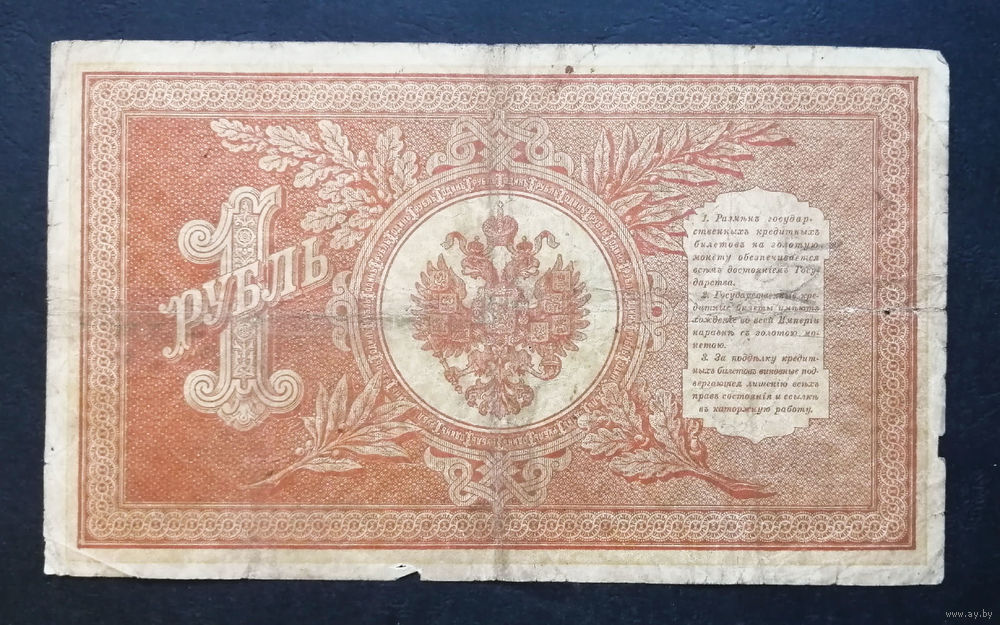 1
РУБЛЬ
1. Размѣнъ государ-
ственныхъ кредитныхъ
билетовъ на золотую
монету обезпечивается
всѣмъ достояніемъ Госу-
дарства.
2. Государственные кре-
дитные билеты имѣютъ
хожденіе во всей Имперіи
наравнѣ съ золотою мо-
нетою.
3. За поддѣлку кредит-
ныхъ билетовъ виновные под-
вергаются лишенію всѣхъ
правъ состоянія и ссылкѣ
въ каторжную работу.
www.ay.by